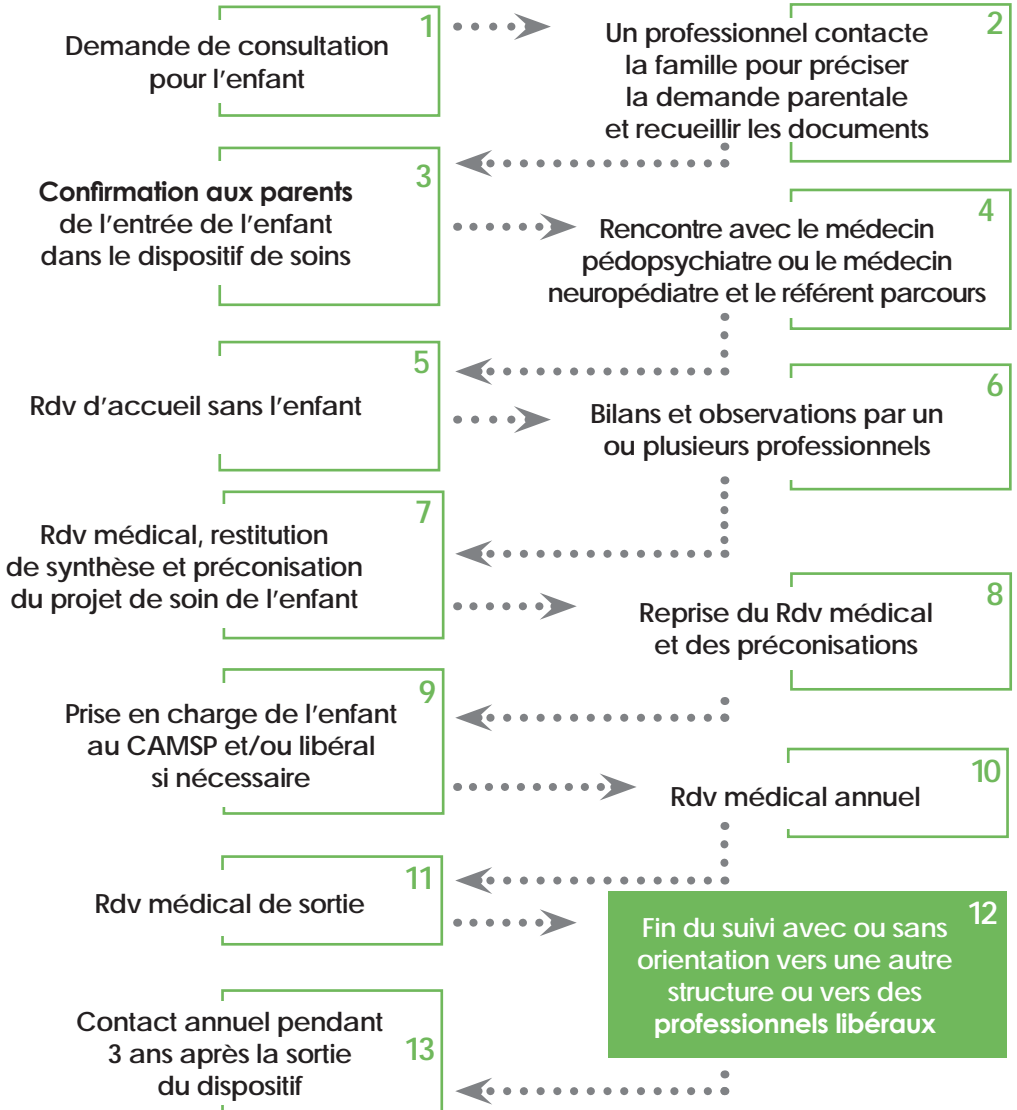 1
Demande de consultation
pour l'enfant
2
Un professionnel contacte
la famille pour préciser
la demande parentale
et recueillir les documents
3
Confirmation aux parents
de l'entrée de l'enfant
dans le dispositif de soins
4
Rencontre avec le médecin
pédopsychiatre ou le médecin
neuropédiatre et le référent parcours
5
Rdv d'accueil sans l'enfant
6
Bilans et observations par un
ou plusieurs professionnels
7
Rdv médical, restitution
de synthèse et préconisation
du projet de soin de l'enfant
8
Reprise du Rdv médical
et des préconisations
9
Prise en charge de l'enfant
au CAMSP et/ou libéral
si nécessaire
10
Rdv médical annuel
11
Rdv médical de sortie
12
Fin du suivi avec ou sans
orientation vers une autre
structure ou vers des
professionnels libéraux
13
Contact annuel pendant
3 ans après la sortie
du dispositif